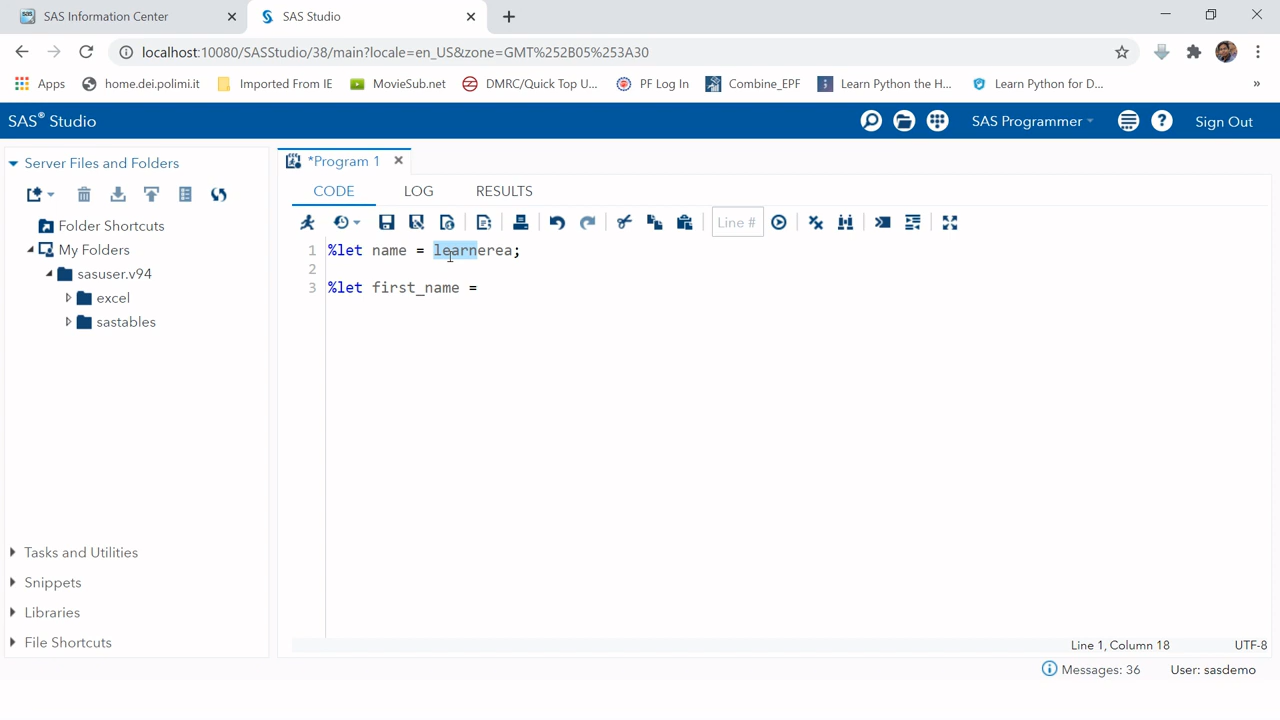 SAS Information Center
SAS Studio
localhost:10080/SASStudio/38/main?locale=en_US&zone=GMT%252B05%253A30
Apps
home.dei.polimi.it
Imported From IE
MovieSub.net
DMRC/Quick Top U...
PF Log In
Combine_EPF
Learn Python the H...
Learn Python for D...
»
SAS® Studio
SAS Programmer
Sign Out
Server Files and Folders
*Program 1
CODE
LOG
RESULTS
Line #
Folder Shortcuts
My Folders
sasuser.v94
excel
sastables
1 %let name = learnerea;
2
3 %let first_name =
Tasks and Utilities
Snippets
Libraries
File Shortcuts
Line 1, Column 18
UTF-8
Messages: 36
User: sasdemo